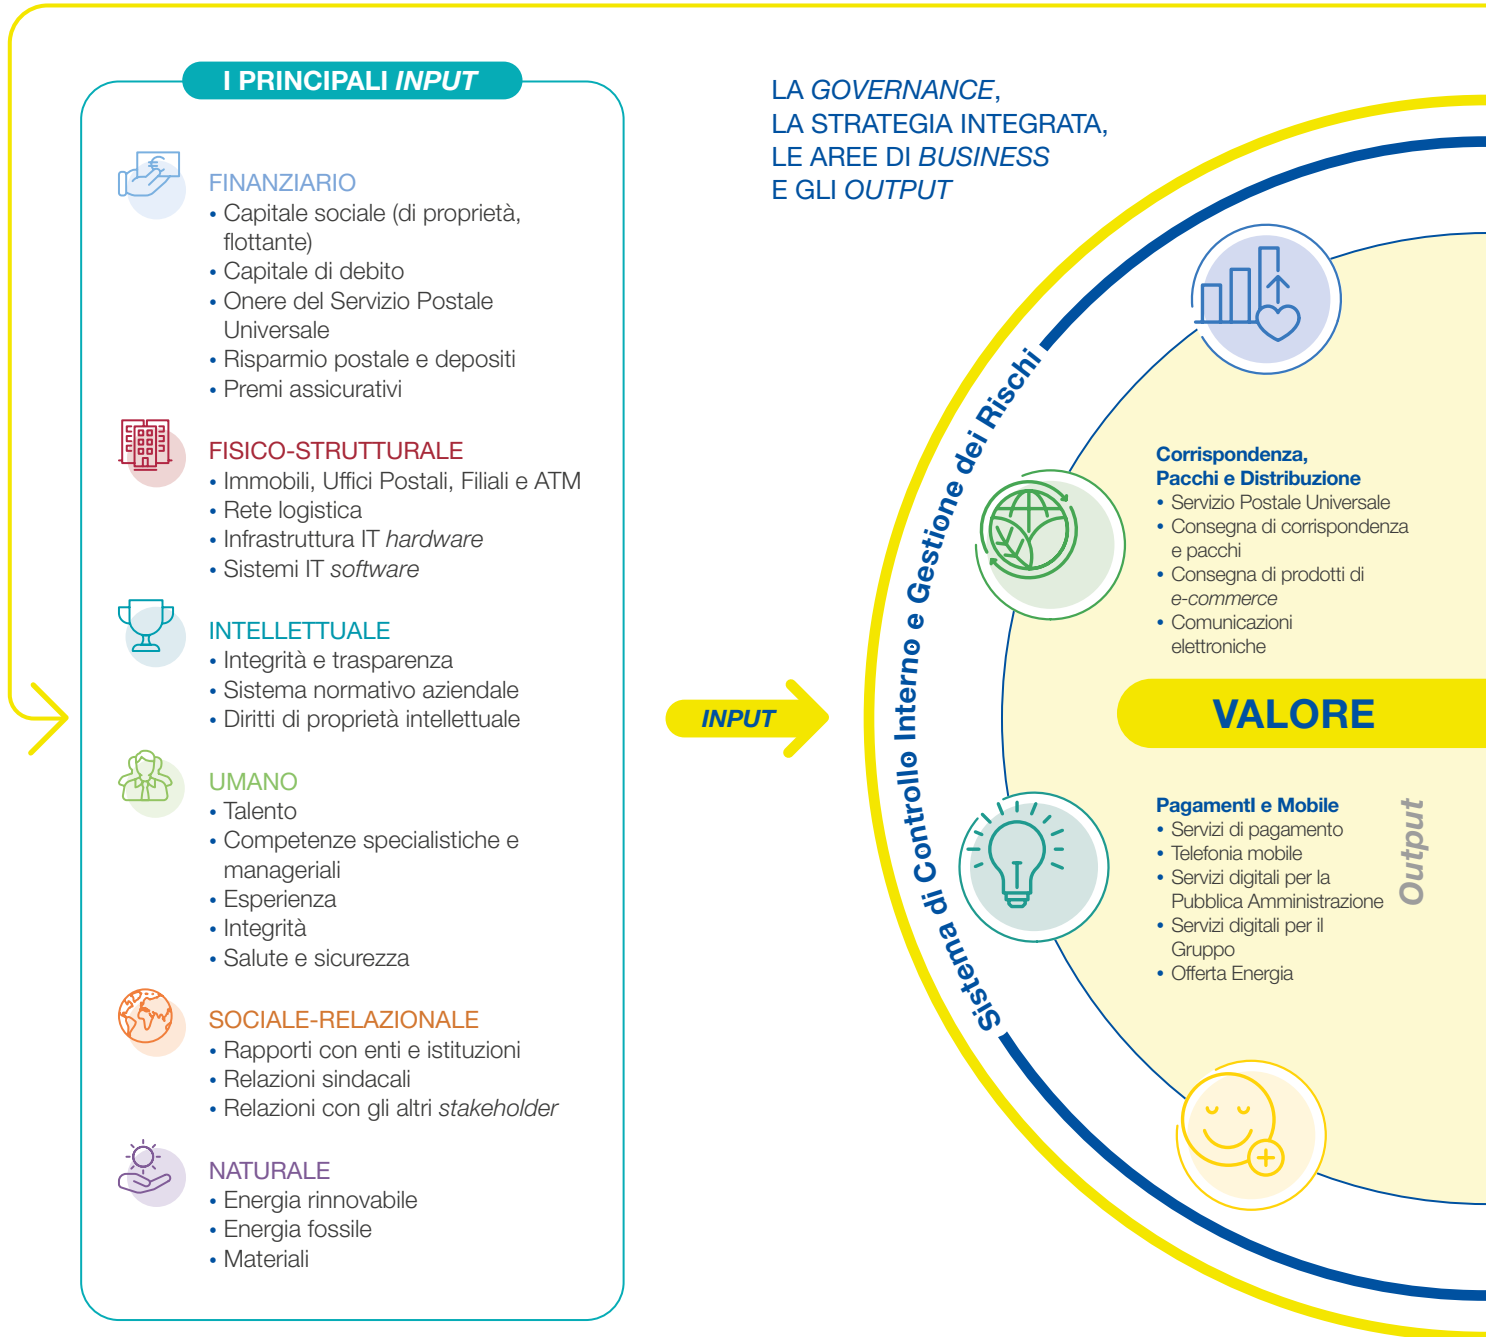 I PRINCIPALI INPUT
FINANZIARIO
• Capitale sociale (di proprietà,
flottante)
• Capitale di debito
• Onere del Servizio Postale
Universale
• Risparmio postale e depositi
• Premi assicurativi
FISICO-STRUTTURALE
• Immobili, Uffici Postali, Filiali e ATM
• Rete logistica
• Infrastruttura IT hardware
• Sistemi IT software
INTELLETTUALE
• Integrità e trasparenza
• Sistema normativo aziendale
• Diritti di proprietà intellettuale
UMANO
• Talento
• Competenze specialistiche e
manageriali
• Esperienza
• Integrità
• Salute e sicurezza
SOCIALE-RELAZIONALE
• Rapporti con enti e istituzioni
• Relazioni sindacali
• Relazioni con gli altri stakeholder
NATURALE
• Energia rinnovabile
• Energia fossile
• Materiali
INPUT
LA GOVERNANCE,
LA STRATEGIA INTEGRATA,
LE AREE DI BUSINESS
E GLI OUTPUT
Sistema di Controllo Interno e Gestione dei Rischi
Corrispondenza,
Pacchi e Distribuzione
• Servizio Postale Universale
• Consegna di corrispondenza
e pacchi
• Consegna di prodotti di
e-commerce
• Comunicazioni
elettroniche
VALORE
PagamentI e Mobile
• Servizi di pagamento
• Telefonia mobile
• Servizi digitali per la
Pubblica Amministrazione
• Servizi digitali per il
Gruppo
• Offerta Energia
Output